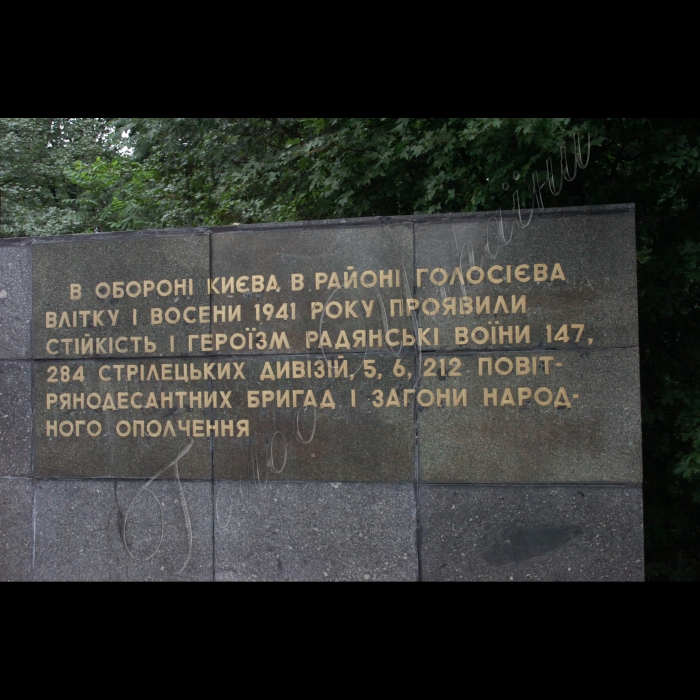 В ОБОРОНІ КИЄВА В РАЙОНІ ГОЛОСІЄВА
ВЛІТКУ І ВОСЕНИ 1941 РОКУ ПРОЯВИЛИ
СТІЙКІСТЬ І ГЕРОЇЗМ РАДЯНСЬКІ ВОЇНИ 147,
284 СТРІЛЕЦЬКИХ ДИВІЗІЙ, 5, 6, 212 ПОВІТ-
РЯНОДЕСАНТНИХ БРИГАД І ЗАГОНИ НАРОД-
НОГО ОПОЛЧЕННЯ